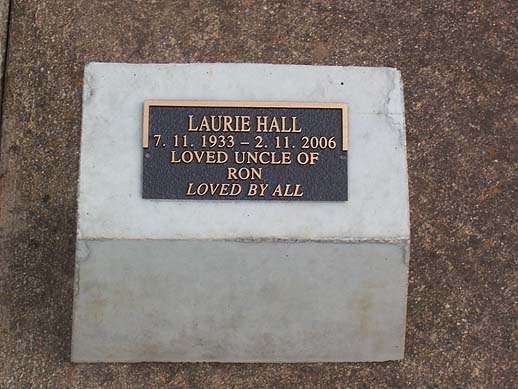 LAURIE HALL
7. 11. 1933 – 2. 11. 2006
LOVED UNCLE OF
RON
LOVED BY ALL